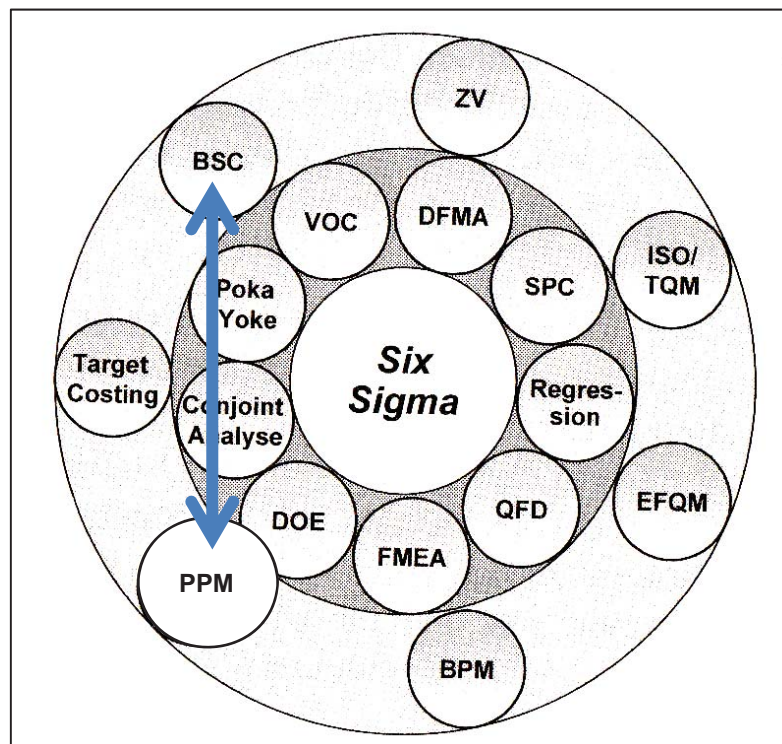 ZV
BSC
VOC
DFMA
ISO/
TQM
SPC
Poka
Yoke
Six
Sigma
Target
Costing
Regres-
sion
Conjoint
Analyse
EFQM
QFD
DOE
FMEA
PPM
BPM